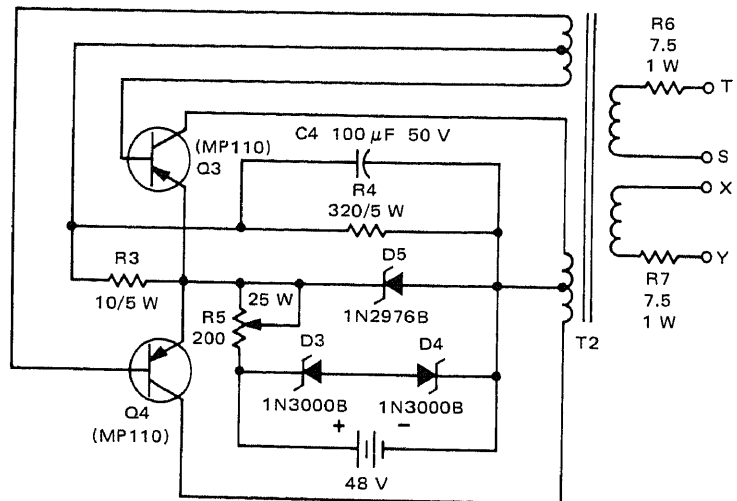 R6
7.5
1 W
T
S
X
Y
R7
7.5
1 W
T2
(MP110)
Q3
C4 100 μF 50 V
R4
320/5 W
R3
10/5 W
D5
1N2976B
25 W
R5
200
D3
1N3000B
D4
1N3000B
Q4
(MP110)
+ −
48 V